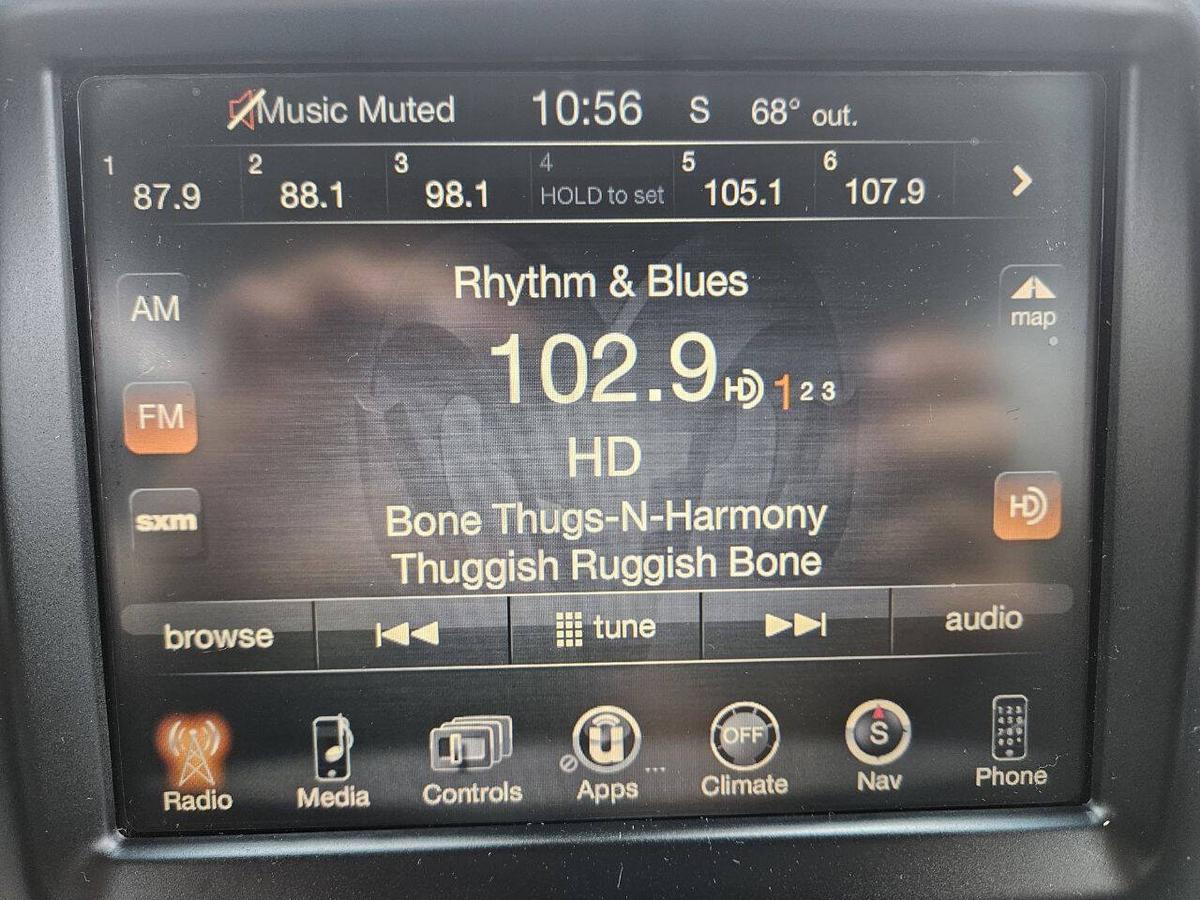 Music Muted 10:56 S 68° out.
1 87.9 2 88.1 3 98.1 4 HOLD to set 5 105.1 6 107.9
Rhythm & Blues
AM
map
102.9 HD 1 2 3
FM
HD
HD
sxm
Bone Thugs-N-Harmony
Thuggish Ruggish Bone
browse tune audio
OFF S
Radio Media Controls Apps Climate Nav Phone